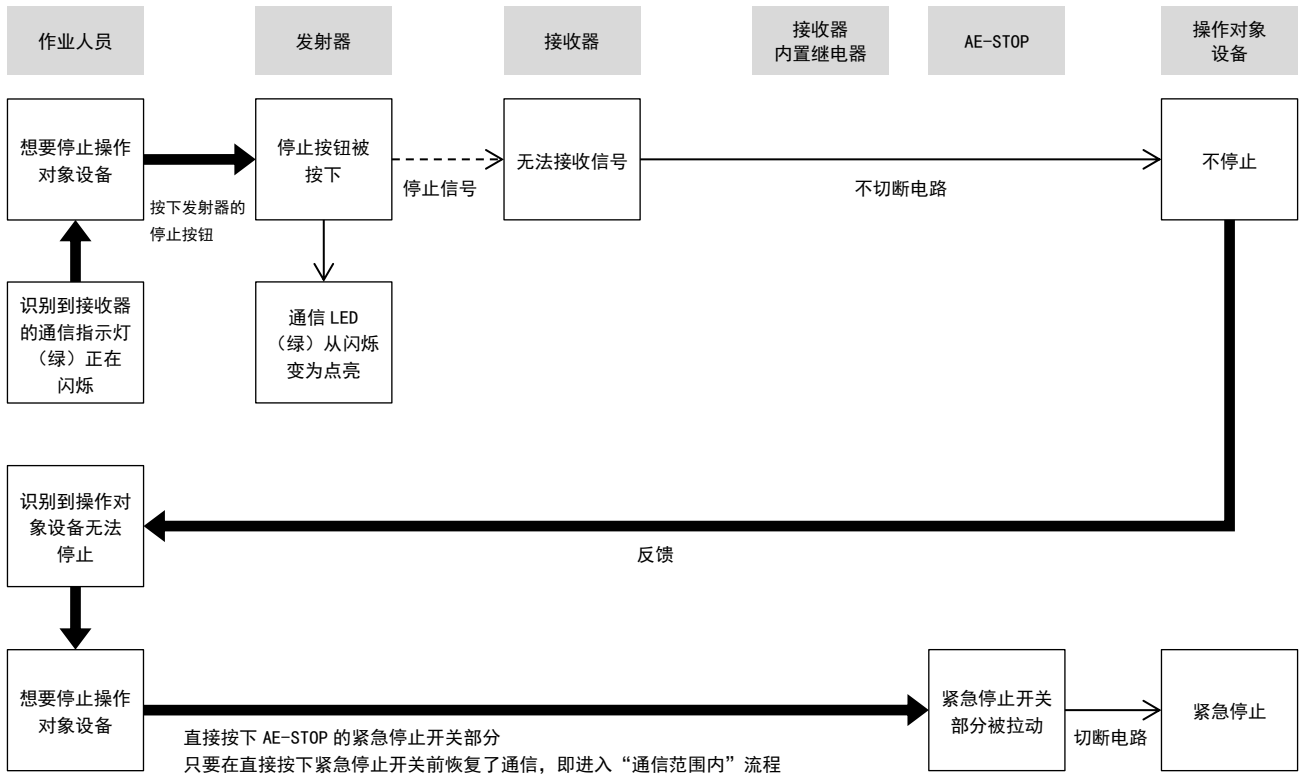 作业人员
发射器
接收器
接收器
内置继电器
AE-STOP
操作对象
设备
想要停止操作
对象设备
按下发射器的
停止按钮
停止按钮被
按下
停止信号
无法接收信号
不切断电路
不停止
识别到接收器
的通信指示灯
（绿）正在
闪烁
通信 LED
（绿）从闪烁
变为点亮
识别到操作对
象设备无法
停止
反馈
想要停止操作
对象设备
直接按下 AE-STOP 的紧急停止开关部分
只要在直接按下紧急停止开关前恢复了通信，即进入“通信范围内”流程
紧急停止开关
部分被拉动
切断电路
紧急停止